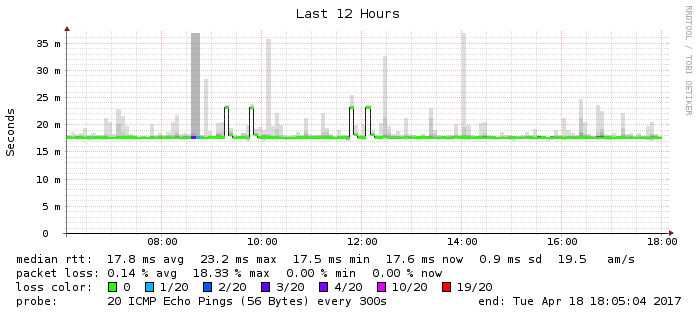 Last 12 Hours
RRDTOOL / TOBI OETIKER
Seconds
35 m
30 m
25 m
20 m
15 m
10 m
5 m
0
08:00 10:00 12:00 14:00 16:00 18:00
median rtt: 17.8 ms avg 23.2 ms max 17.5 ms min 17.6 ms now 0.9 ms sd 19.5 am/s
packet loss: 0.14 % avg 18.33 % max 0.00 % min 0.00 % now
loss color: 0 1/20 2/20 3/20 4/20 10/20 19/20
probe: 20 ICMP Echo Pings (56 Bytes) every 300s end: Tue Apr 18 18:05:04 2017